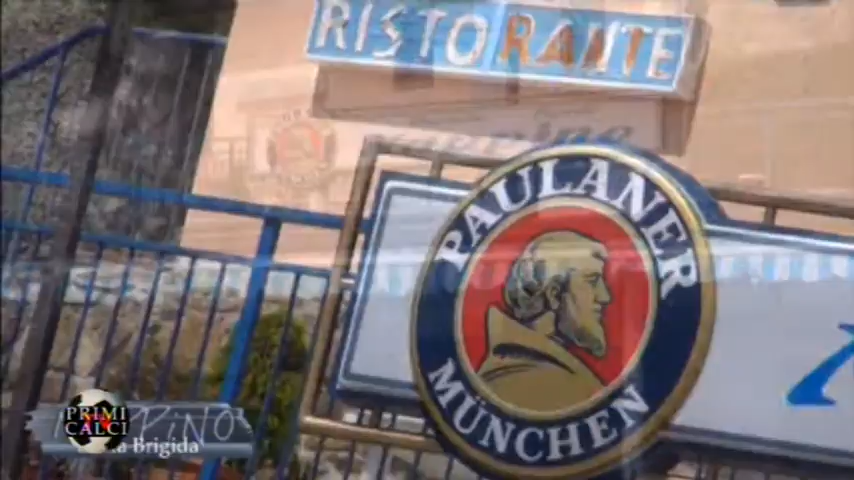 RISTORANTE
PAULANER
MÜNCHEN
PRIMI
CALCI
Brigida